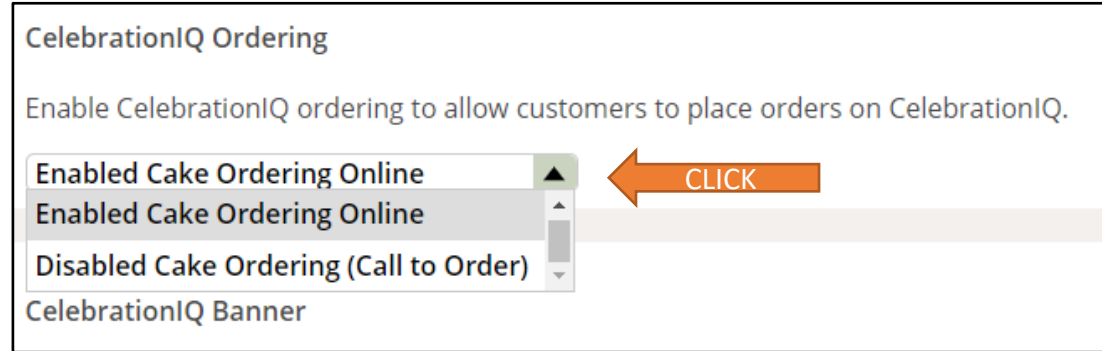 CelebrationIQ Ordering
Enable CelebrationIQ ordering to allow customers to place orders on CelebrationIQ.
Enabled Cake Ordering Online
CLICK
Enabled Cake Ordering Online
Disabled Cake Ordering (Call to Order)
CelebrationIQ Banner